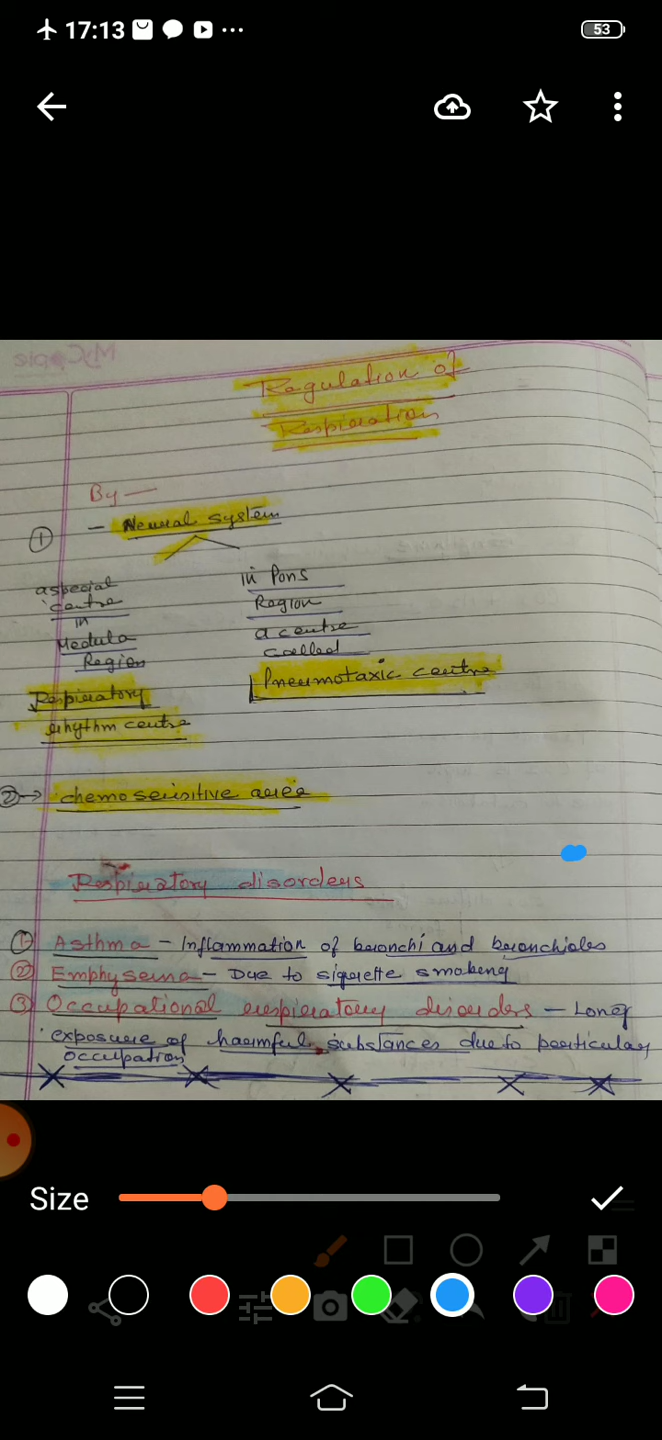 17:13
53
Ragulation of
Respiration
By —
① — Neural system
a special
centre
in
Medula
Region
Respiratory
rhythm centre
in Pons
Region
a centre
called
Pneumotaxic centre
②→ chemosensitive area
Respiratory disorders
① Asthma - Inflammation of bronchi and bronchioles
② Emphysema - Due to sigarette smoking
③ Occupational respiratory disorders - Long
exposure of harmful substances due to particular
occupation
Size